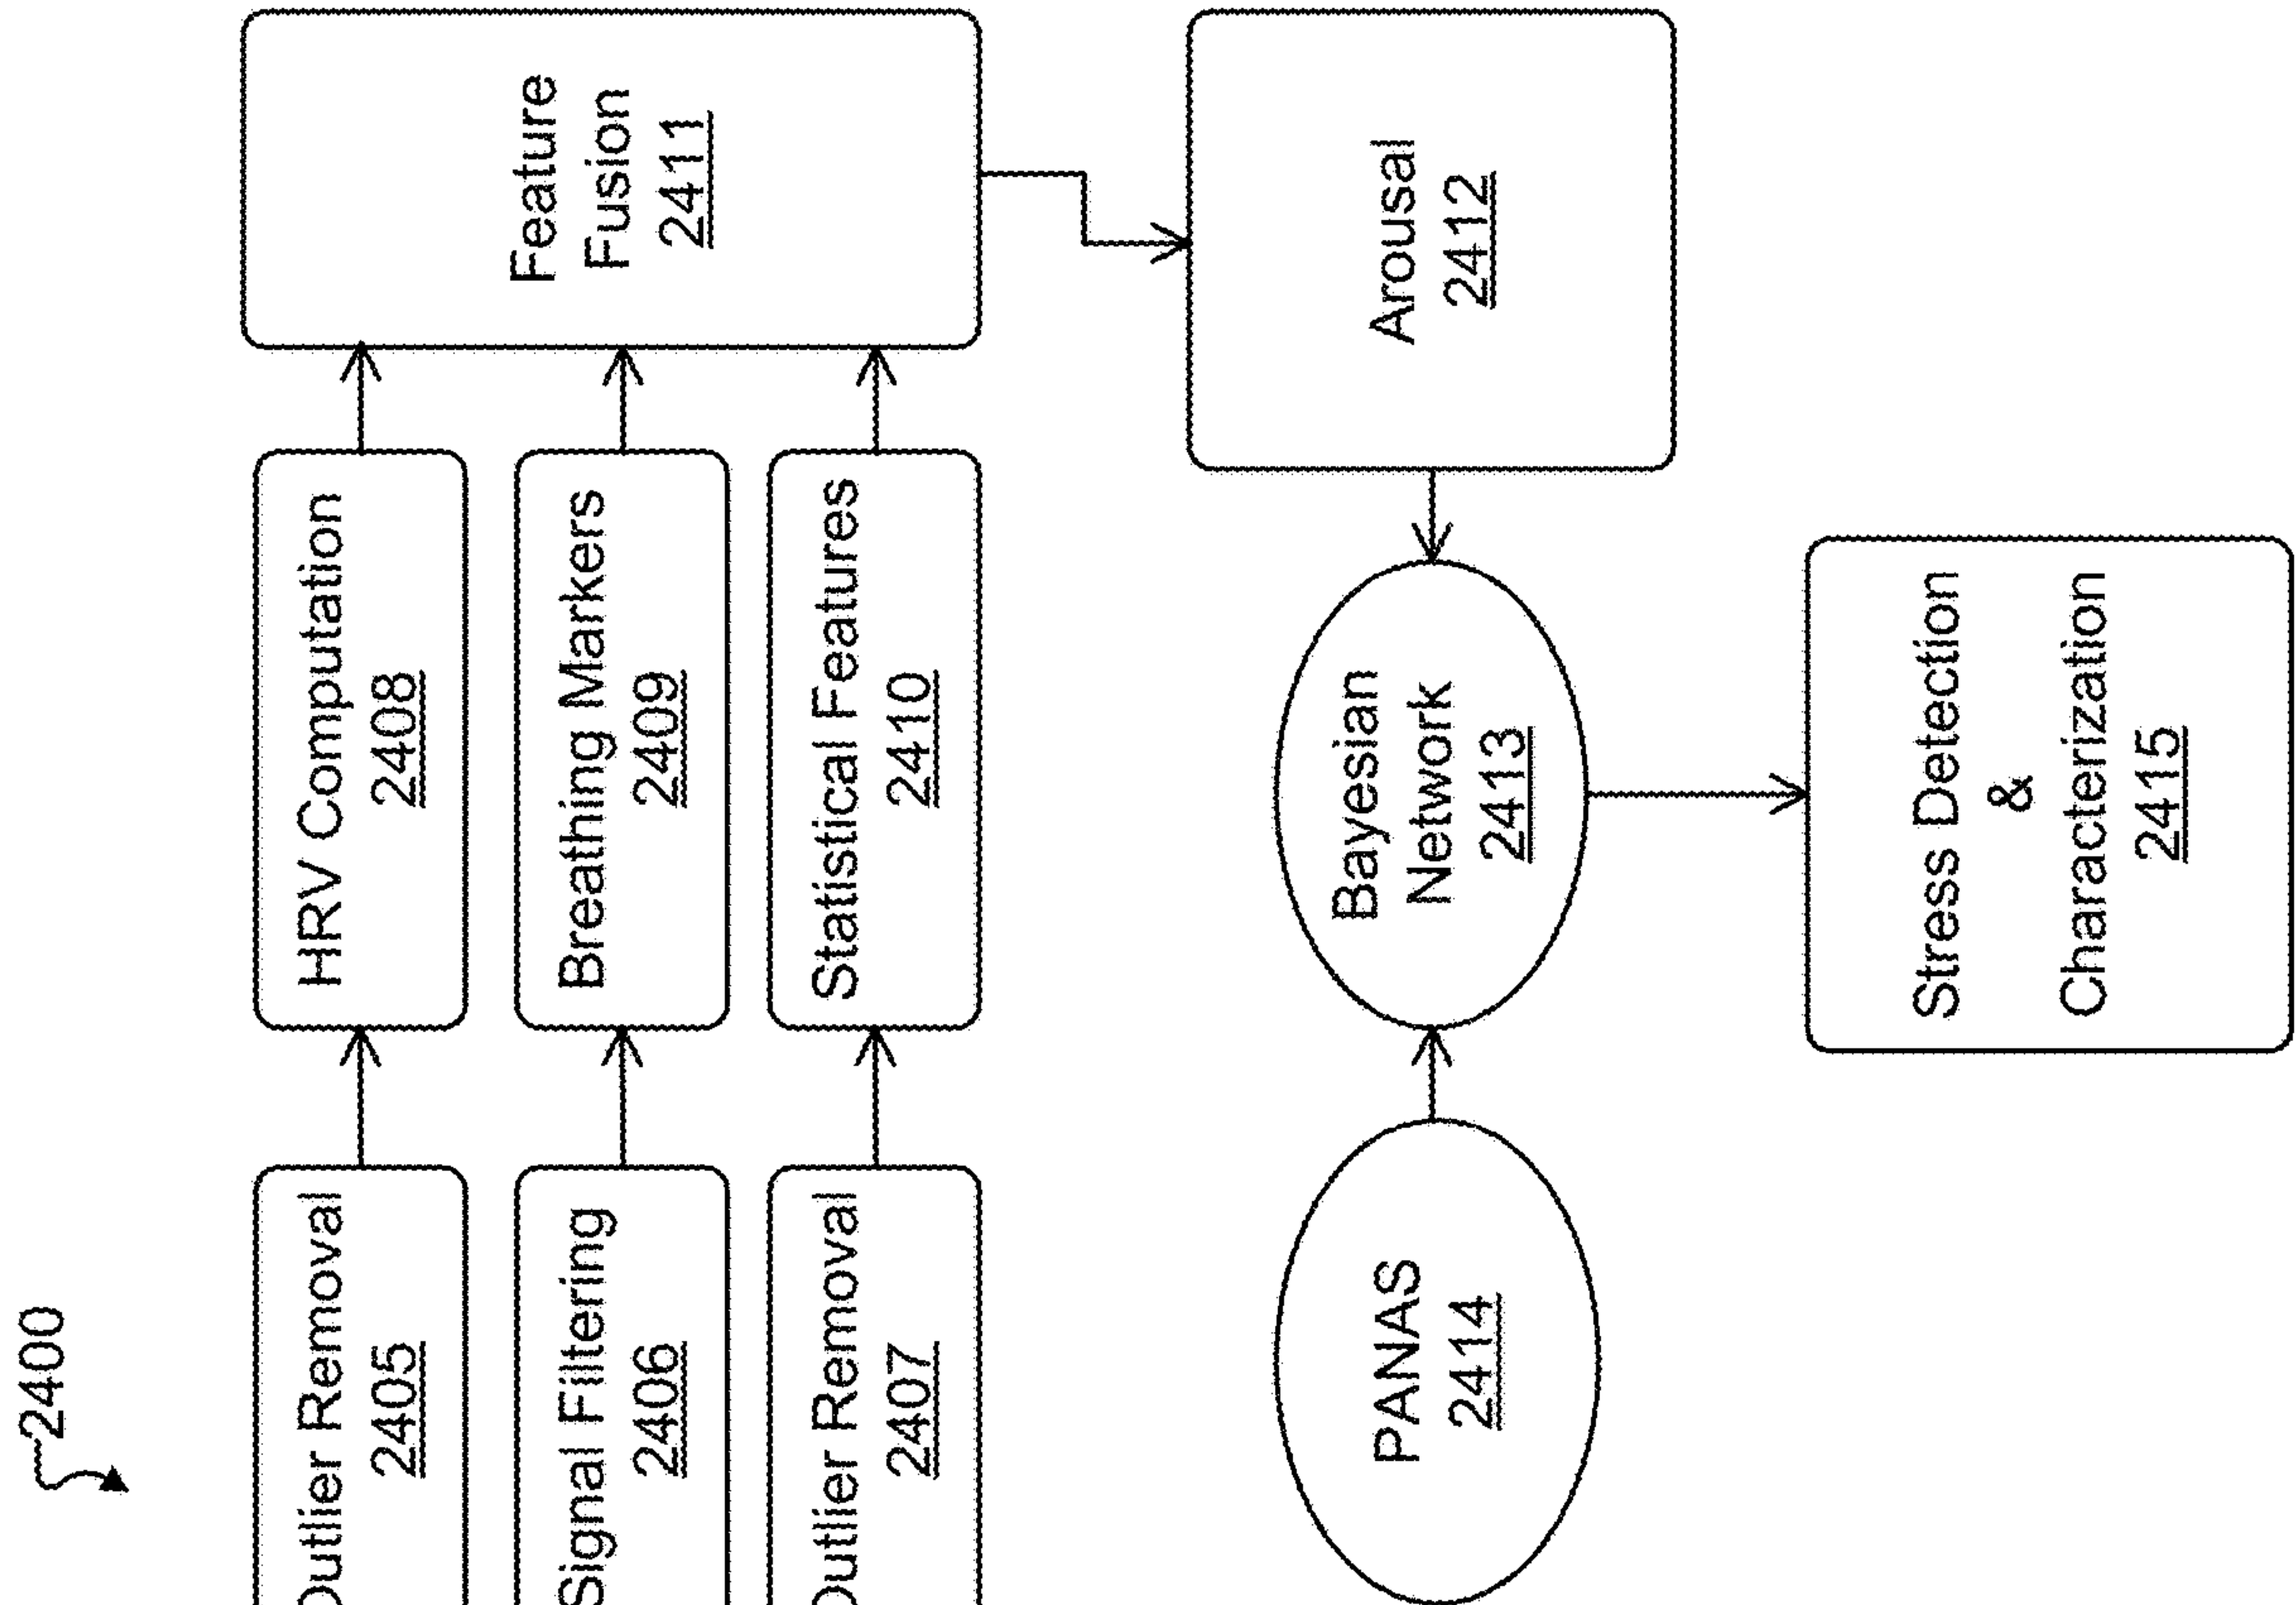 2400
Outlier Removal
2405
HRV Computation
2408
Signal Filtering
2406
Breathing Markers
2409
Outlier Removal
2407
Statistical Features
2410
Feature
Fusion
2411
Arousal
2412
PANAS
2414
Bayesian
Network
2413
Stress Detection
&
Characterization
2415